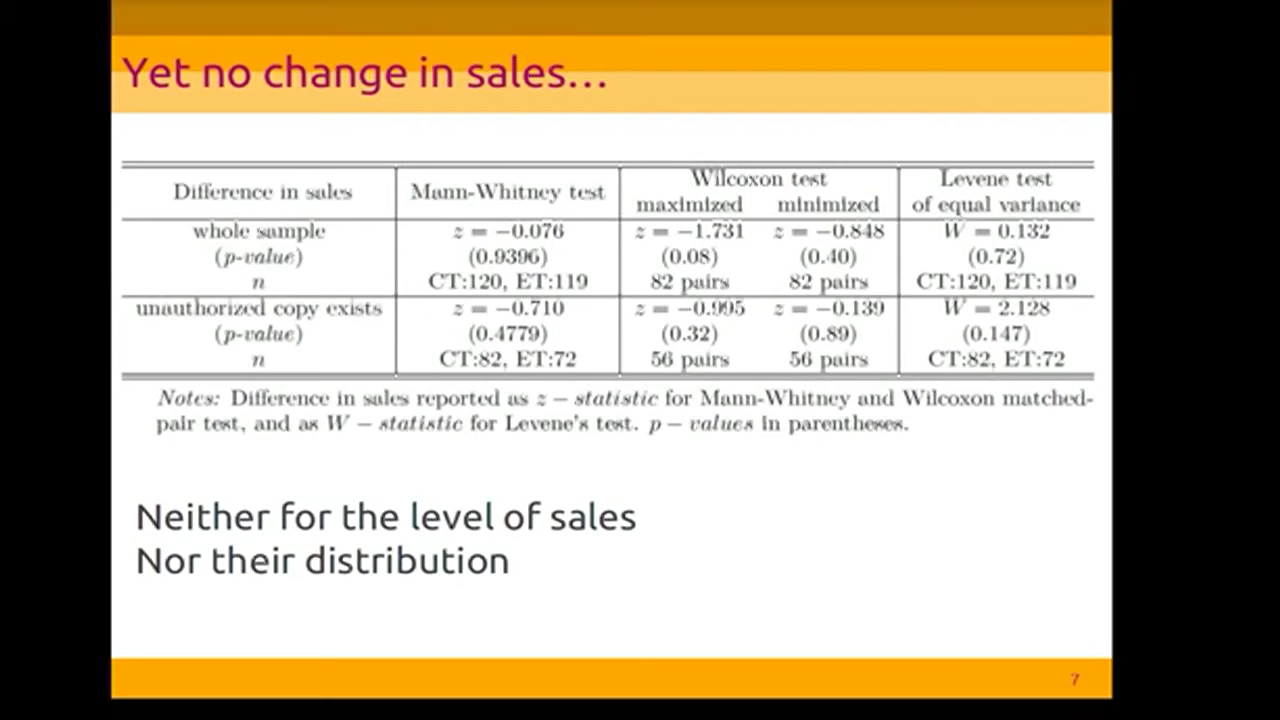 Yet no change in sales...
Difference in sales Mann-Whitney test Wilcoxon test Levene test
maximized minimized of equal variance
whole sample z = −0.076 z = −1.731 z = −0.848 W = 0.132
(p-value) (0.9396) (0.08) (0.40) (0.72)
n CT:120, ET:119 82 pairs 82 pairs CT:120, ET:119
unauthorized copy exists z = −0.710 z = −0.995 z = −0.139 W = 2.128
(p-value) (0.4779) (0.32) (0.89) (0.147)
n CT:82, ET:72 56 pairs 56 pairs CT:82, ET:72
Notes: Difference in sales reported as z − statistic for Mann-Whitney and Wilcoxon matched-
pair test, and as W − statistic for Levene's test. p − values in parentheses.
Neither for the level of sales
Nor their distribution
7